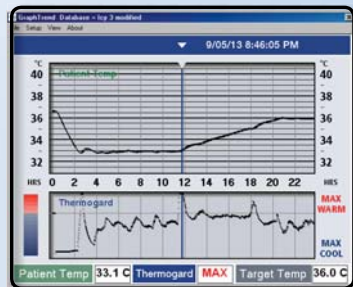 GraphTrend Database = Icy 3 modified
Setup View About
9/05/13 8:46:05 PM
°C Patient Temp °C
40 40
38 38
36 36
34 34
32 32
HRS 0 2 4 6 8 10 12 14 16 18 20 22 HRS
Thermogard
MAX WARM
MAX COOL
Patient Temp 33.1 C Thermogard MAX Target Temp 36.0 C